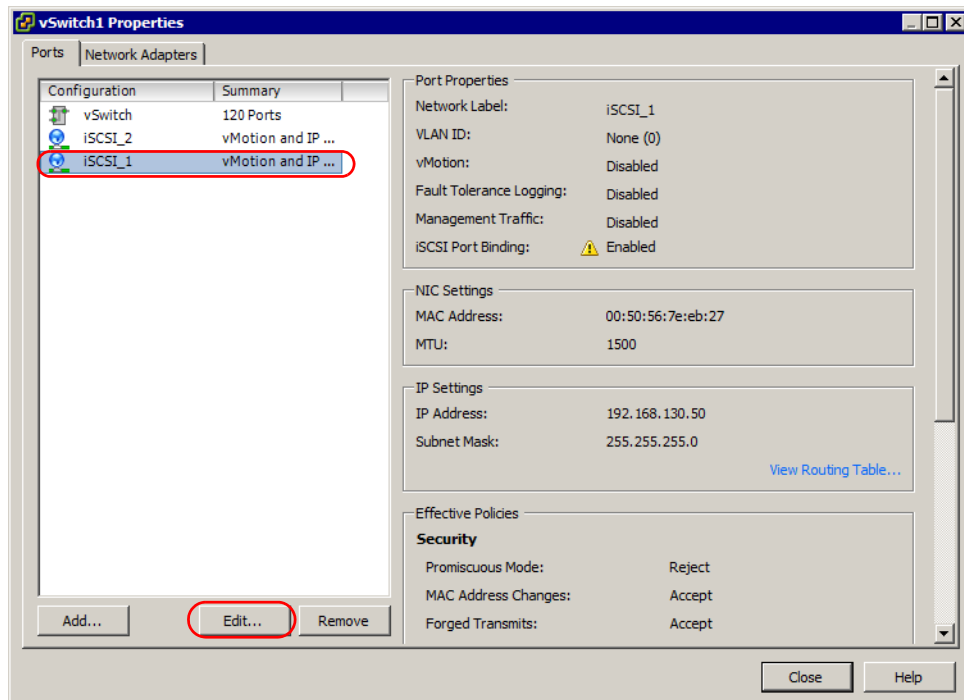 vSwitch1 Properties
Ports Network Adapters
Configuration Summary
vSwitch 120 Ports
iSCSI_2 vMotion and IP ...
iSCSI_1 vMotion and IP ...
Add... Edit... Remove
Port Properties
Network Label: iSCSI_1
VLAN ID: None (0)
vMotion: Disabled
Fault Tolerance Logging: Disabled
Management Traffic: Disabled
iSCSI Port Binding: Enabled
NIC Settings
MAC Address: 00:50:56:7e:eb:27
MTU: 1500
IP Settings
IP Address: 192.168.130.50
Subnet Mask: 255.255.255.0
View Routing Table...
Effective Policies
Security
Promiscuous Mode: Reject
MAC Address Changes: Accept
Forged Transmits: Accept
Close Help